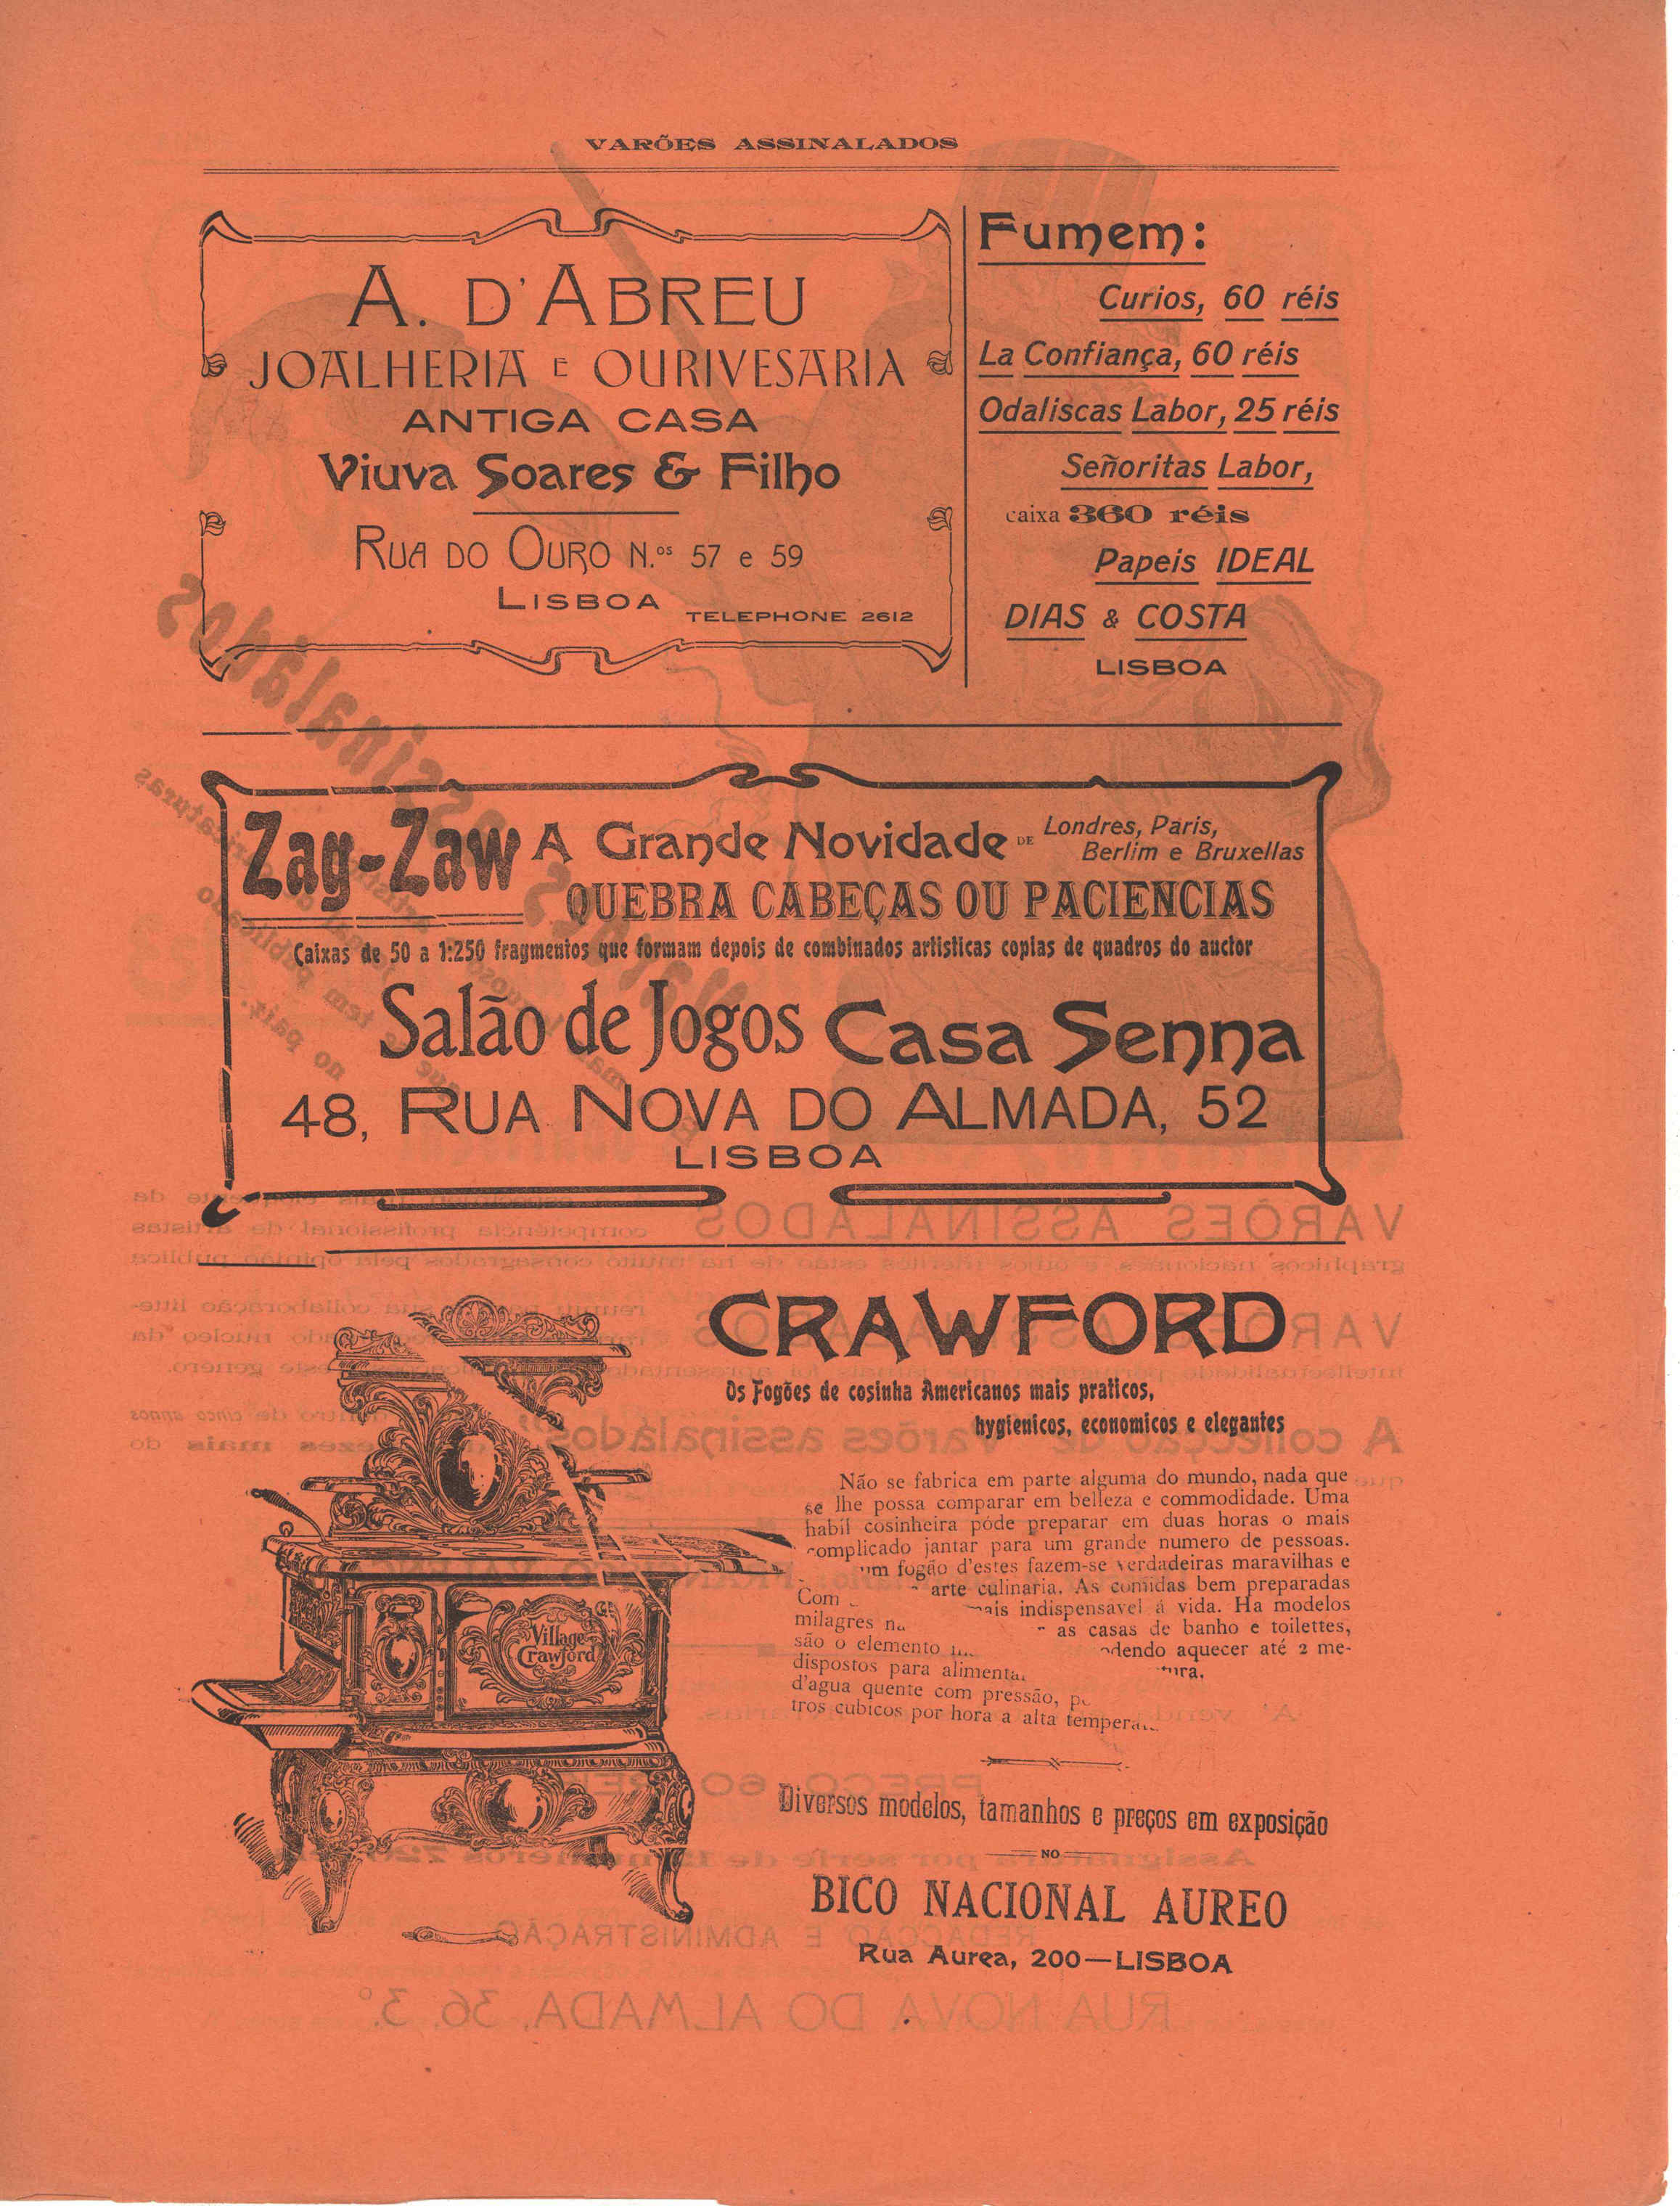 VARÕES ASSINALADOS
A. D'ABREU
JOALHERIA E OURIVESARIA
ANTIGA CASA
Viuva Soares & Filho
RUA DO OURO N.os 57 e 59
LISBOA
TELEPHONE 2612
Fumem:
Curios, 60 réis
La Confiança, 60 réis
Odaliscas Labor, 25 réis
Señoritas Labor,
caixa 360 réis
Papeis IDEAL
DIAS & COSTA
LISBOA
Zag-Zaw A Grande Novidade DE Londres, Paris,
Berlim e Bruxellas
QUEBRA CABEÇAS OU PACIENCIAS
Caixas de 50 a 1:250 fragmentos que formam depois de combinados artisticas copias de quadros do auctor
Salão de Jogos Casa Senna
48, RUA NOVA DO ALMADA, 52
LISBOA
CRAWFORD
Os Fogões de cosinha Americanos mais praticos,
hygienicos, economicos e elegantes
Não se fabrica em parte alguma do mundo, nada que
se lhe possa comparar em belleza e commodidade. Uma
habil cosinheira póde preparar em duas horas o mais
complicado jantar para um grande numero de pessoas.
Com um fogão d'estes fazem-se verdadeiras maravilhas e
milagres na arte culinaria. As comidas bem preparadas
são o elemento mais indispensavel á vida. Ha modelos
dispostos para alimentar as casas de banho e toilettes,
d'agua quente com pressão, podendo aquecer até 2 me-
tros cubicos por hora a alta temperatura.
Village
Crawford
Diversos modelos, tamanhos e preços em exposição
NO
BICO NACIONAL AUREO
Rua Aurea, 200—LISBOA